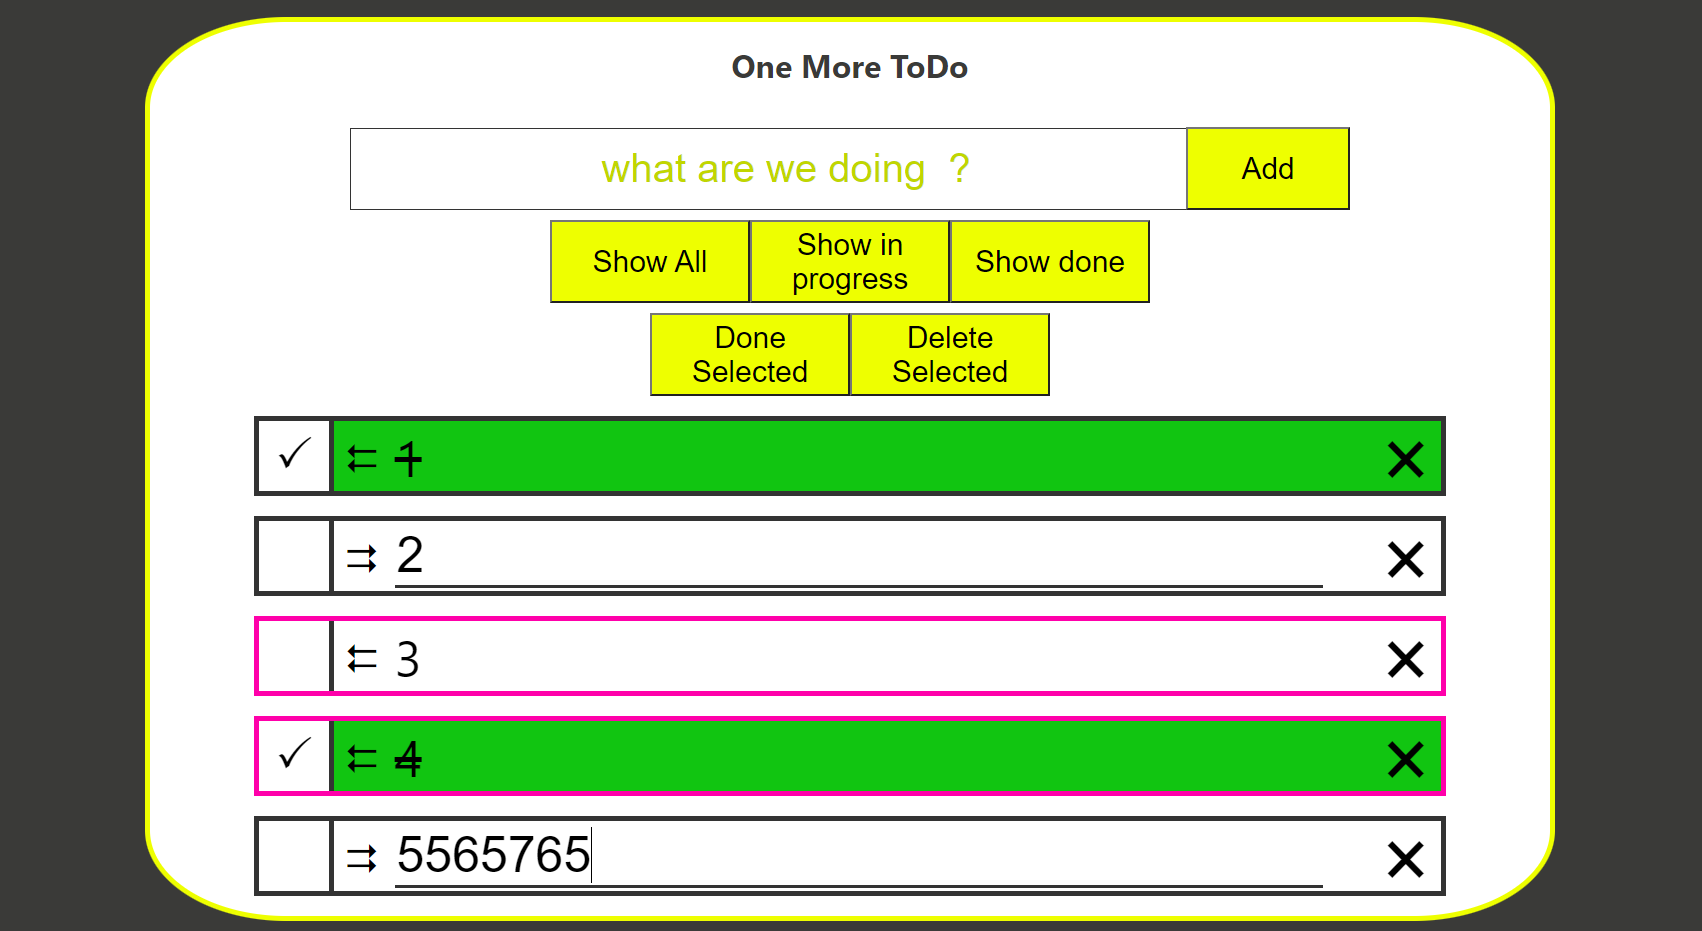 One More ToDo
what are we doing  ?
Add
Show All
Show in
progress
Show done
Done
Selected
Delete
Selected
✓ ⇇ 1 ✕
⇉ 2 ✕
⇇ 3 ✕
✓ ⇇ 4 ✕
⇉ 5565765 ✕